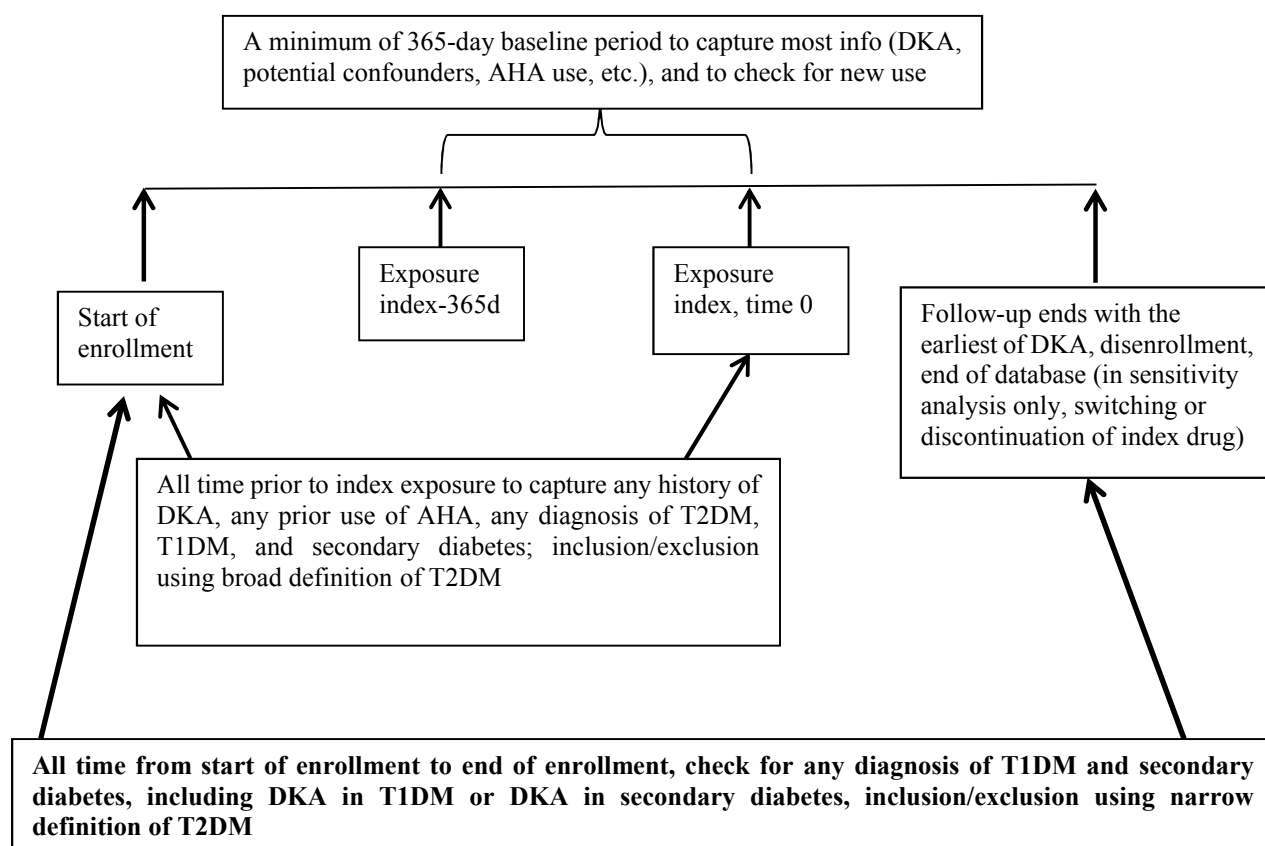 A minimum of 365-day baseline period to capture most info (DKA,
potential confounders, AHA use, etc.), and to check for new use
Start of
enrollment
Exposure
index-365d
Exposure
index, time 0
Follow-up ends with the
earliest of DKA, disenrollment,
end of database (in sensitivity
analysis only, switching or
discontinuation of index drug)
All time prior to index exposure to capture any history of
DKA, any prior use of AHA, any diagnosis of T2DM,
T1DM, and secondary diabetes; inclusion/exclusion
using broad definition of T2DM
All time from start of enrollment to end of enrollment, check for any diagnosis of T1DM and secondary
diabetes, including DKA in T1DM or DKA in secondary diabetes, inclusion/exclusion using narrow
definition of T2DM